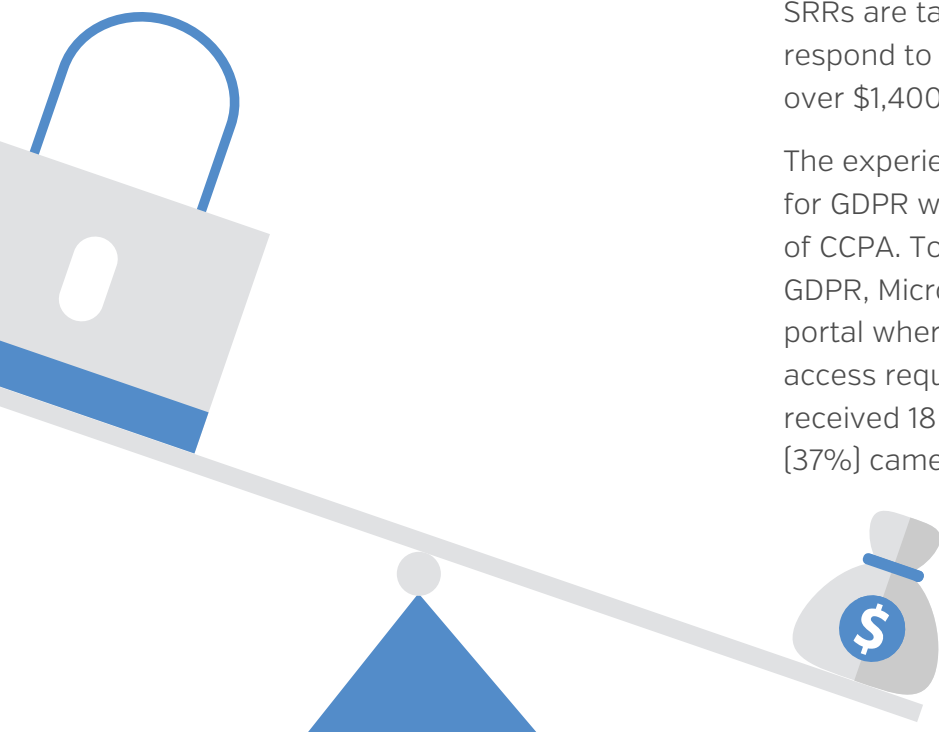 SRRs are ta
respond to
over $1,400
The experie
for GDPR w
of CCPA. To
GDPR, Micro
portal wher
access requ
received 18
(37%) came
$